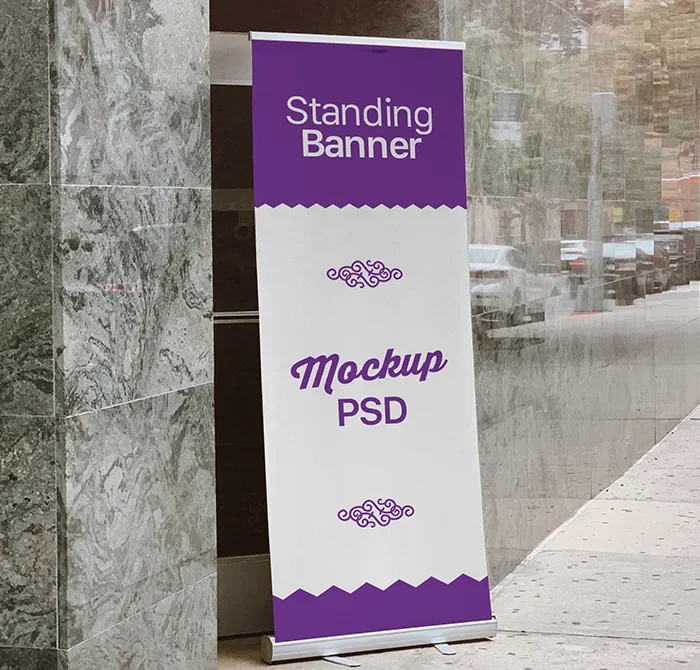 Standing
Banner
Mockup
PSD